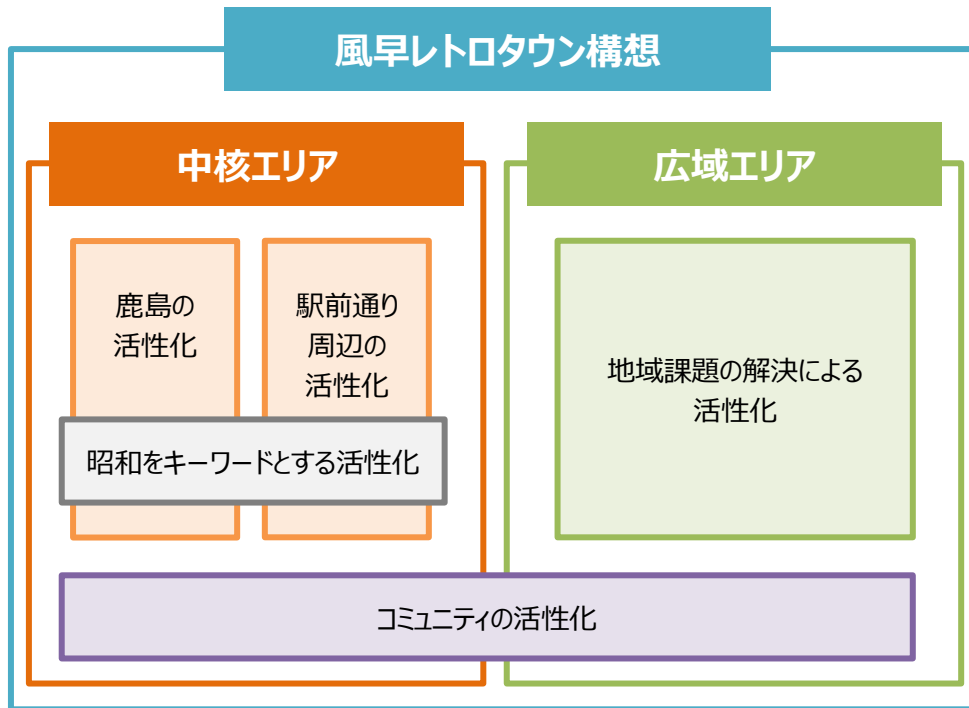 風早レトロタウン構想
中核エリア
鹿島の
活性化
駅前通り
周辺の
活性化
昭和をキーワードとする活性化
広域エリア
地域課題の解決による
活性化
コミュニティの活性化